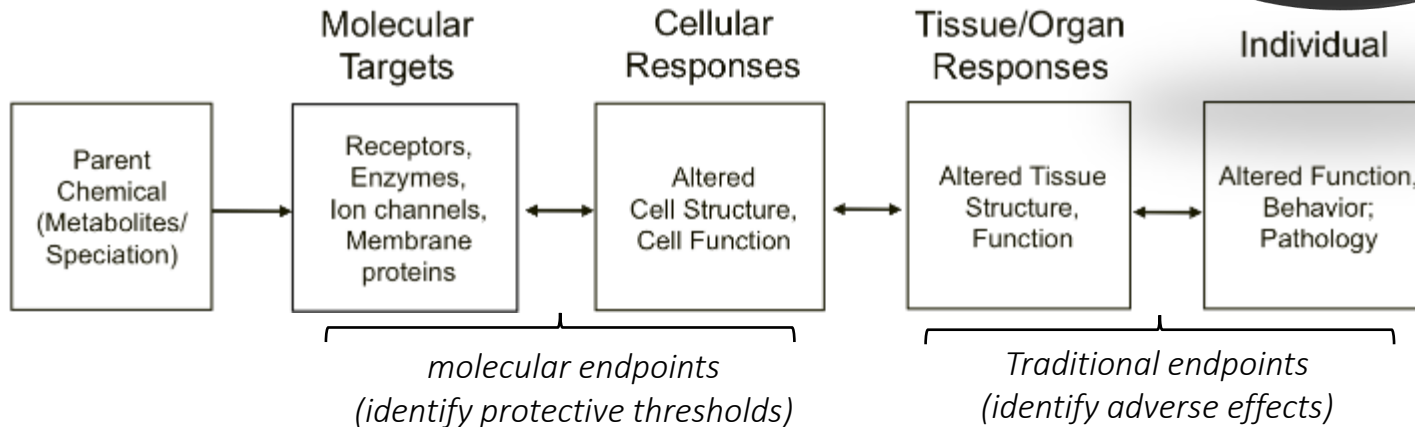 Molecular
Targets
Cellular
Responses
Tissue/Organ
Responses
Individual
Parent
Chemical
(Metabolites/
Speciation)
Receptors,
Enzymes,
Ion channels,
Membrane
proteins
Altered
Cell Structure,
Cell Function
Altered Tissue
Structure,
Function
Altered Function,
Behavior;
Pathology
molecular endpoints
(identify protective thresholds)
Traditional endpoints
(identify adverse effects)